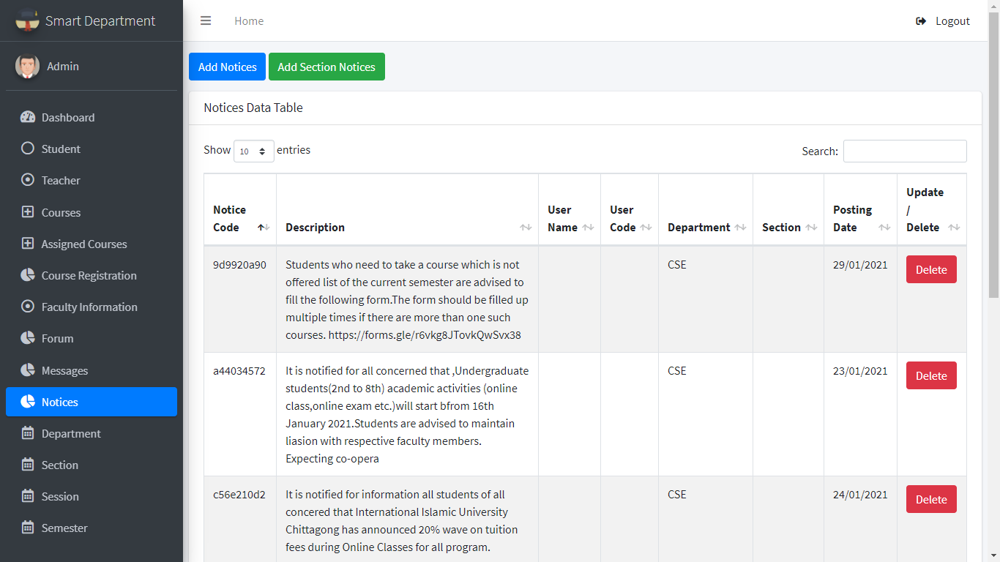 Smart Department
Home
Logout
Admin
Dashboard
Student
Teacher
Courses
Assigned Courses
Course Registration
Faculty Information
Forum
Messages
Notices
Department
Section
Session
Semester
Add Notices
Add Section Notices
Notices Data Table
Show 10 entries
Search:
Notice
Code
Description
User
Name
User
Code
Department
Section
Posting
Date
Update
/
Delete
9d9920a90
Students who need to take a course which is not
offered list of the current semester are advised to
fill the following form.The form should be filled up
multiple times if there are more than one such
courses. https://forms.gle/r6vkg8JTovkQwSvx38
CSE
29/01/2021
Delete
a44034572
It is notified for all concerned that ,Undergraduate
students(2nd to 8th) academic activities (online
class,online exam etc.)will start bfrom 16th
January 2021.Students are advised to maintain
liasion with respective faculty members.
Expecting co-opera
CSE
23/01/2021
Delete
c56e210d2
It is notified for information all students of all
concered that International Islamic University
Chittagong has announced 20% wave on tuition
fees during Online Classes for all program.
CSE
24/01/2021
Delete